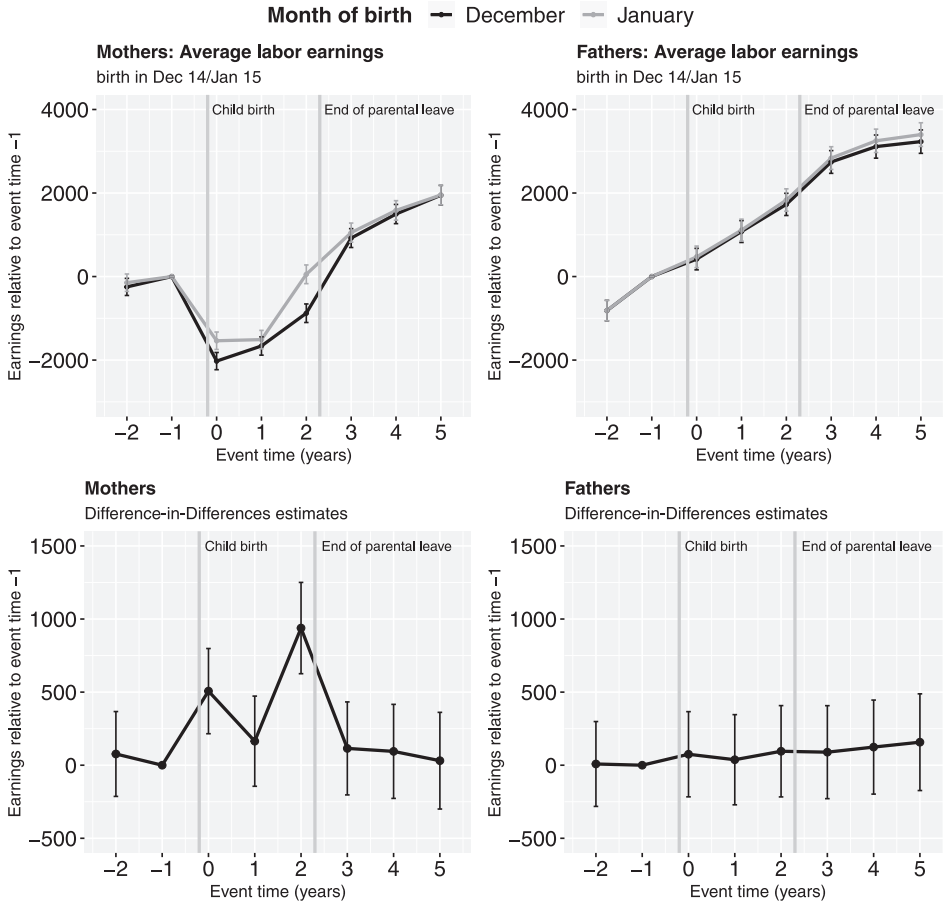 Month of birth December January
Mothers: Average labor earnings
birth in Dec 14/Jan 15
Child birth
End of parental leave
Earnings relative to event time −1
4000
2000
0
−2000
−2 −1 0 1 2 3 4 5
Event time (years)
Fathers: Average labor earnings
birth in Dec 14/Jan 15
Child birth
End of parental leave
Earnings relative to event time −1
4000
2000
0
−2000
−2 −1 0 1 2 3 4 5
Event time (years)
Mothers
Difference-in-Differences estimates
Child birth
End of parental leave
Earnings relative to event time −1
1500
1000
500
0
−500
−2 −1 0 1 2 3 4 5
Event time (years)
Fathers
Difference-in-Differences estimates
Child birth
End of parental leave
Earnings relative to event time −1
1500
1000
500
0
−500
−2 −1 0 1 2 3 4 5
Event time (years)